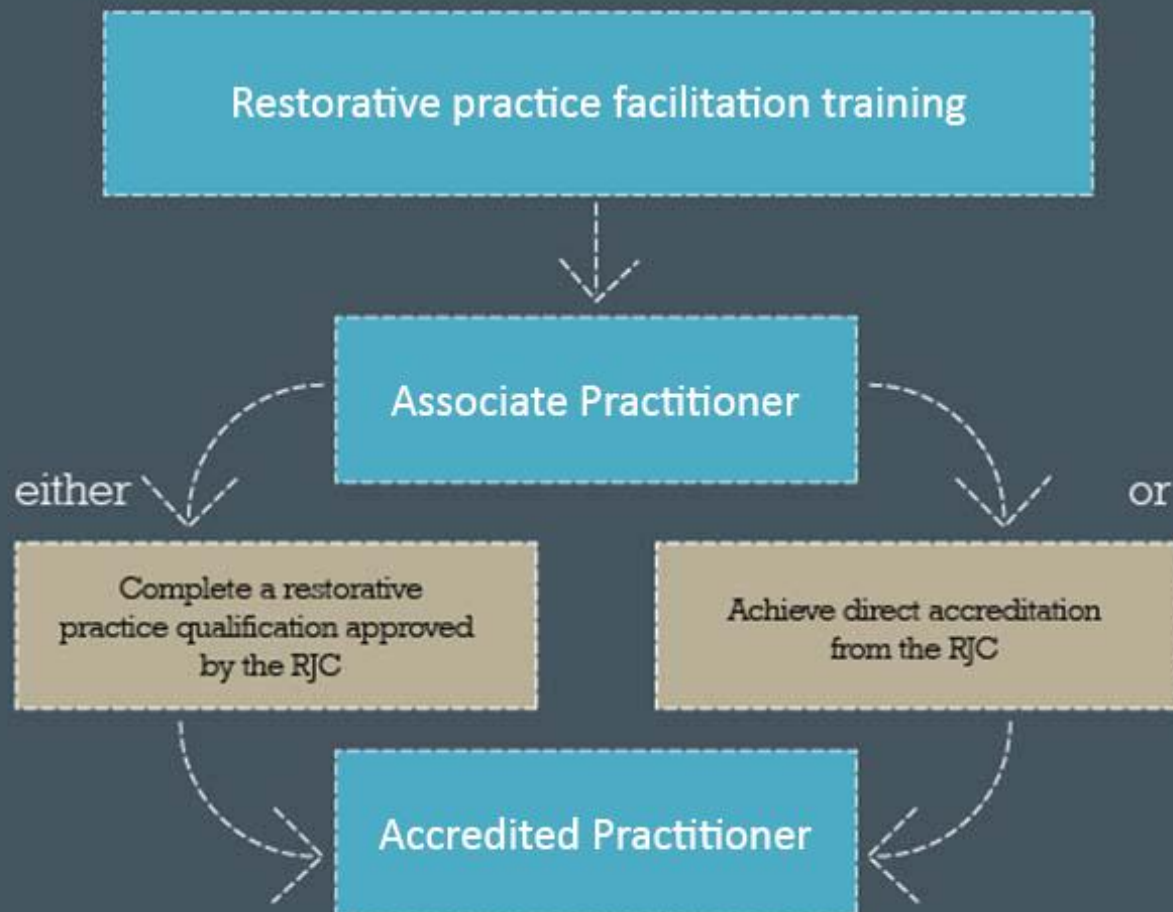 Restorative practice facilitation training
Associate Practitioner
either
or
Complete a restorative
practice qualification approved
by the RJC
Achieve direct accreditation
from the RJC
Accredited Practitioner